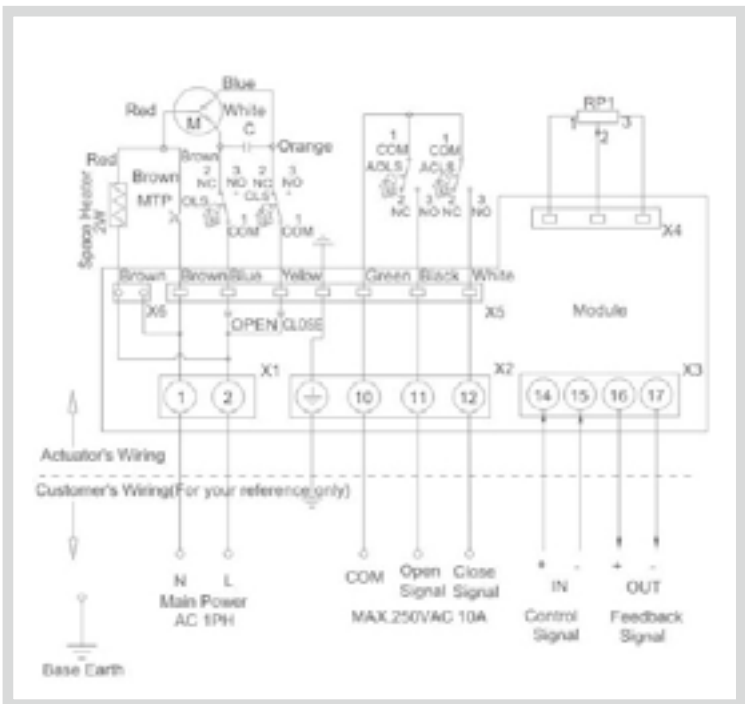 Blue
RP1
Red M White
C
1 2 3
Orange
1 COM 1 COM
Red Brown
ADLS ACLS
Brown
2 NC 3 NO 2 NC 3 NO
MTP OLS CLS
2 NC 3 NO 2 NC 3 NO
Heater 2W
1 COM 1 COM
X4
Brown Brown Blue Yellow Green Black White
X6 X5
OPEN CLOSE
Module
X1 X2 X3
1 2 10 11 12 14 15 16 17
Actuator's Wiring
Customer's Wiring(For your reference only)
N L
Main Power
AC 1PH
COM
Open Signal
Close Signal
MAX.250VAC 10A
+ - + -
IN OUT
Control Signal
Feedback Signal
Base Earth